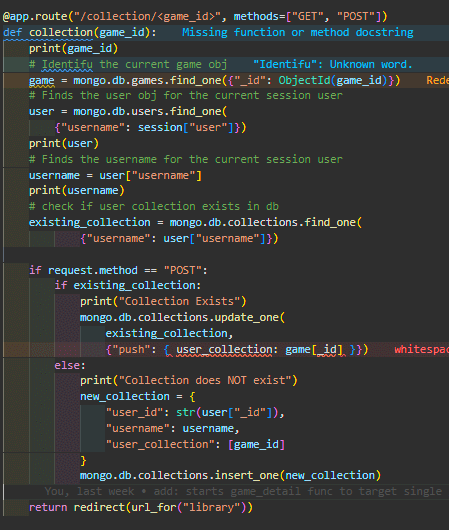 @app.route("/collection/<game_id>", methods=["GET", "POST"])
def collection(game_id):     Missing function or method docstring
    print(game_id)
    # Identifu the current game obj     "Identifu": Unknown word.
    game = mongo.db.games.find_one({"_id": ObjectId(game_id)})     Rede
    # Finds the user obj for the current session user
    user = mongo.db.users.find_one(
        {"username": session["user"]})
    print(user)
    # Finds the username for the current session user
    username = user["username"]
    print(username)
    # check if user collection exists in db
    existing_collection = mongo.db.collections.find_one(
            {"username": user["username"]})

    if request.method == "POST":
        if existing_collection:
            print("Collection Exists")
            mongo.db.collections.update_one(
                existing_collection,
                {"push": { user_collection: game[_id] }})     whitespac
        else:
            print("Collection does NOT exist")
            new_collection = {
                "user_id": str(user["_id"]),
                "username": username,
                "user_collection": [game_id]
            }
            mongo.db.collections.insert_one(new_collection)
      You, last week • add: starts game_detail func to target single
    return redirect(url_for("library"))